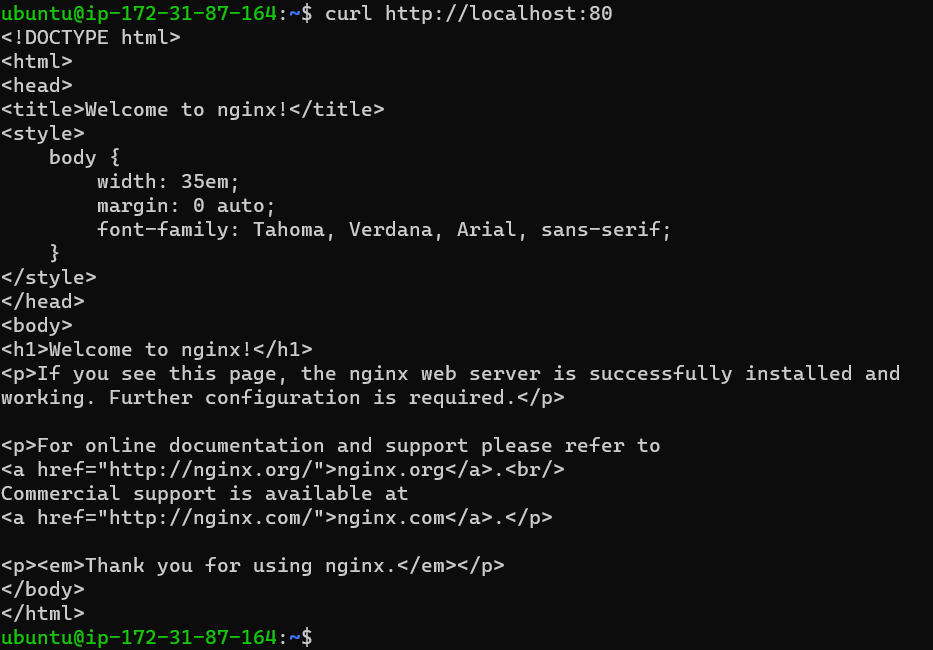 ubuntu@ip-172-31-87-164:~$ curl http://localhost:80
<!DOCTYPE html>
<html>
<head>
<title>Welcome to nginx!</title>
<style>
    body {
        width: 35em;
        margin: 0 auto;
        font-family: Tahoma, Verdana, Arial, sans-serif;
    }
</style>
</head>
<body>
<h1>Welcome to nginx!</h1>
<p>If you see this page, the nginx web server is successfully installed and
working. Further configuration is required.</p>

<p>For online documentation and support please refer to
<a href="http://nginx.org/">nginx.org</a>.<br/>
Commercial support is available at
<a href="http://nginx.com/">nginx.com</a>.</p>

<p><em>Thank you for using nginx.</em></p>
</body>
</html>
ubuntu@ip-172-31-87-164:~$